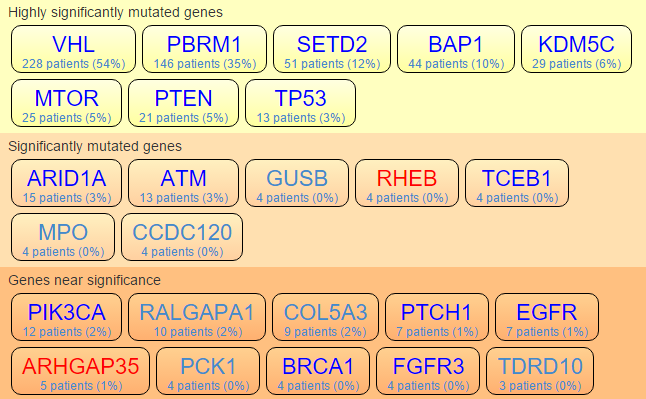 Highly significantly mutated genes
VHL PBRM1 SETD2 BAP1 KDM5C
228 patients (54%) 146 patients (35%) 51 patients (12%) 44 patients (10%) 29 patients (6%)
MTOR PTEN TP53
25 patients (5%) 21 patients (5%) 13 patients (3%)
Significantly mutated genes
ARID1A ATM GUSB RHEB TCEB1
15 patients (3%) 13 patients (3%) 4 patients (0%) 4 patients (0%) 4 patients (0%)
MPO CCDC120
4 patients (0%) 4 patients (0%)
Genes near significance
PIK3CA RALGAPA1 COL5A3 PTCH1 EGFR
12 patients (2%) 10 patients (2%) 9 patients (2%) 7 patients (1%) 7 patients (1%)
ARHGAP35 PCK1 BRCA1 FGFR3 TDRD10
5 patients (1%) 4 patients (0%) 4 patients (0%) 4 patients (0%) 3 patients (0%)